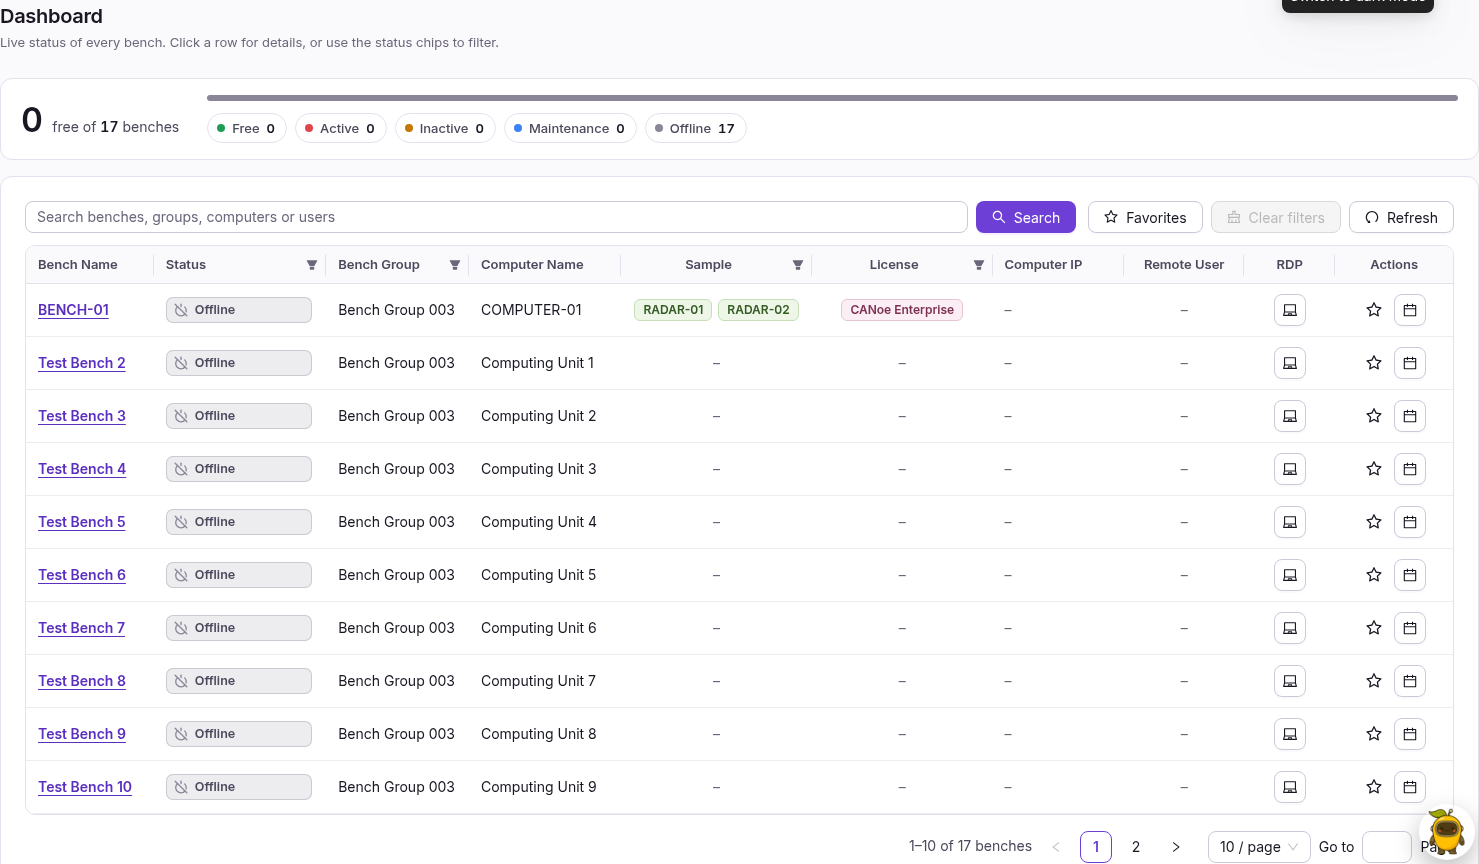 Dashboard
Live status of every bench. Click a row for details, or use the status chips to filter.
0 free of 17 benches
Free 0 Active 0 Inactive 0 Maintenance 0 Offline 17
Search benches, groups, computers or users Search Favorites Clear filters Refresh
Bench Name Status Bench Group Computer Name Sample License Computer IP Remote User RDP Actions
BENCH-01 Offline Bench Group 003 COMPUTER-01 RADAR-01 RADAR-02 CANoe Enterprise – –
Test Bench 2 Offline Bench Group 003 Computing Unit 1 – – – –
Test Bench 3 Offline Bench Group 003 Computing Unit 2 – – – –
Test Bench 4 Offline Bench Group 003 Computing Unit 3 – – – –
Test Bench 5 Offline Bench Group 003 Computing Unit 4 – – – –
Test Bench 6 Offline Bench Group 003 Computing Unit 5 – – – –
Test Bench 7 Offline Bench Group 003 Computing Unit 6 – – – –
Test Bench 8 Offline Bench Group 003 Computing Unit 7 – – – –
Test Bench 9 Offline Bench Group 003 Computing Unit 8 – – – –
Test Bench 10 Offline Bench Group 003 Computing Unit 9 – – – –
1–10 of 17 benches < 1 2 > 10 / page Go to